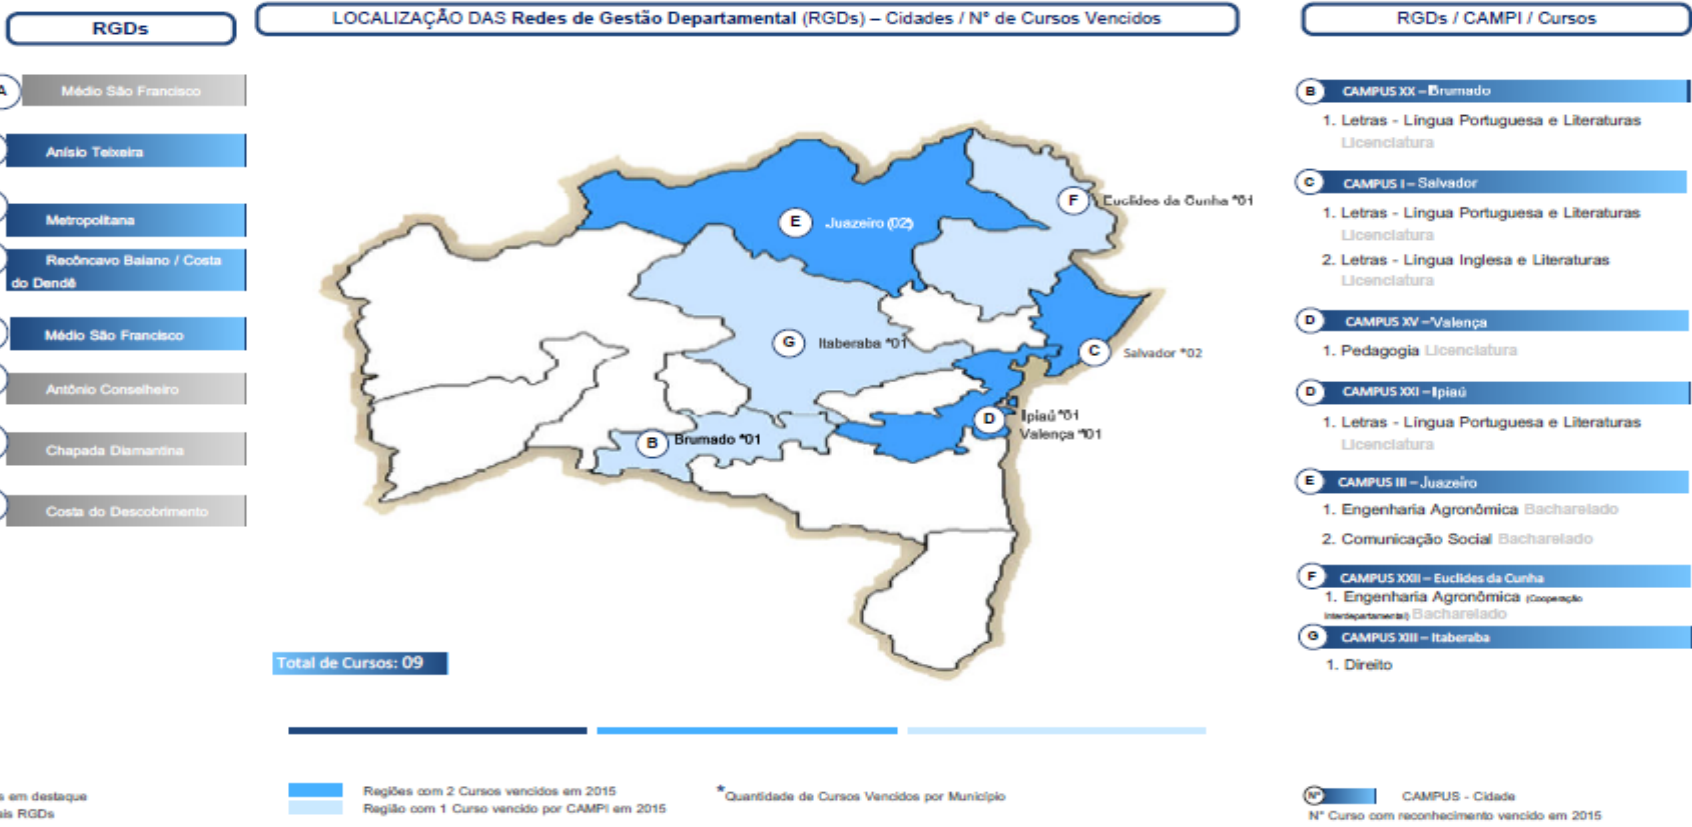 RGDs
LOCALIZAÇÃO DAS Redes de Gestão Departamental (RGDs) – Cidades / N° de Cursos Vencidos
RGDs / CAMPI / Cursos
A
Médio São Francisco
Anísio Teixeira
Metropolitana
Recôncavo Baiano / Costa
do Dendê
Médio São Francisco
Antônio Conselheiro
Chapada Diamantina
Costa do Descobrimento
F
Euclides da Cunha *01
E
Juazeiro (02*)
G
Itaberaba *01
C
Salvador *02
D
Ipiaú *01
Valença *01
B
Brumado *01
Total de Cursos: 09
B CAMPUS XX – Brumado
1. Letras - Língua Portuguesa e Literaturas
Licenciatura
C CAMPUS I – Salvador
1. Letras - Língua Portuguesa e Literaturas
Licenciatura
2. Letras - Língua Inglesa e Literaturas
Licenciatura
D CAMPUS XV – Valença
1. Pedagogia Licenciatura
D CAMPUS XXI – Ipiaú
1. Letras - Língua Portuguesa e Literaturas
Licenciatura
E CAMPUS III – Juazeiro
1. Engenharia Agronômica Bacharelado
2. Comunicação Social Bacharelado
F CAMPUS XXII – Euclides da Cunha
1. Engenharia Agronômica (Cooperação
Interdepartamental) Bacharelado
G CAMPUS XIII – Itaberaba
1. Direito
s em destaque
ais RGDs
Regiões com 2 Cursos vencidos em 2015
Região com 1 Curso vencido por CAMPI em 2015
*Quantidade de Cursos Vencidos por Município
N° CAMPUS - Cidade
N° Curso com reconhecimento vencido em 2015